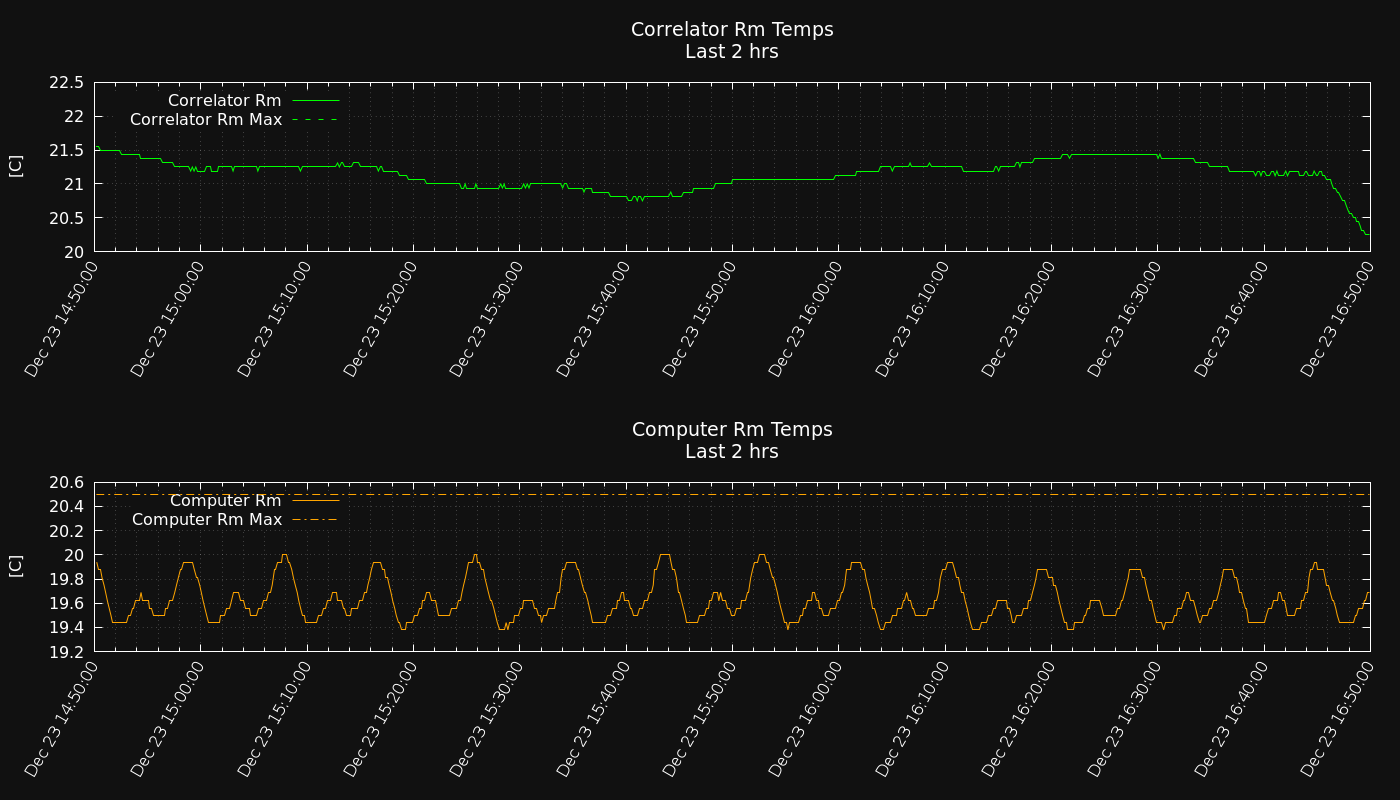 Correlator Rm Temps
Last 2 hrs
22.5
22
21.5
21
20.5
20
[C]
Correlator Rm
Correlator Rm Max
Dec 23 14:50:00
Dec 23 15:00:00
Dec 23 15:10:00
Dec 23 15:20:00
Dec 23 15:30:00
Dec 23 15:40:00
Dec 23 15:50:00
Dec 23 16:00:00
Dec 23 16:10:00
Dec 23 16:20:00
Dec 23 16:30:00
Dec 23 16:40:00
Dec 23 16:50:00
Computer Rm Temps
Last 2 hrs
20.6
20.4
20.2
20
19.8
19.6
19.4
19.2
[C]
Computer Rm
Computer Rm Max
Dec 23 14:50:00
Dec 23 15:00:00
Dec 23 15:10:00
Dec 23 15:20:00
Dec 23 15:30:00
Dec 23 15:40:00
Dec 23 15:50:00
Dec 23 16:00:00
Dec 23 16:10:00
Dec 23 16:20:00
Dec 23 16:30:00
Dec 23 16:40:00
Dec 23 16:50:00